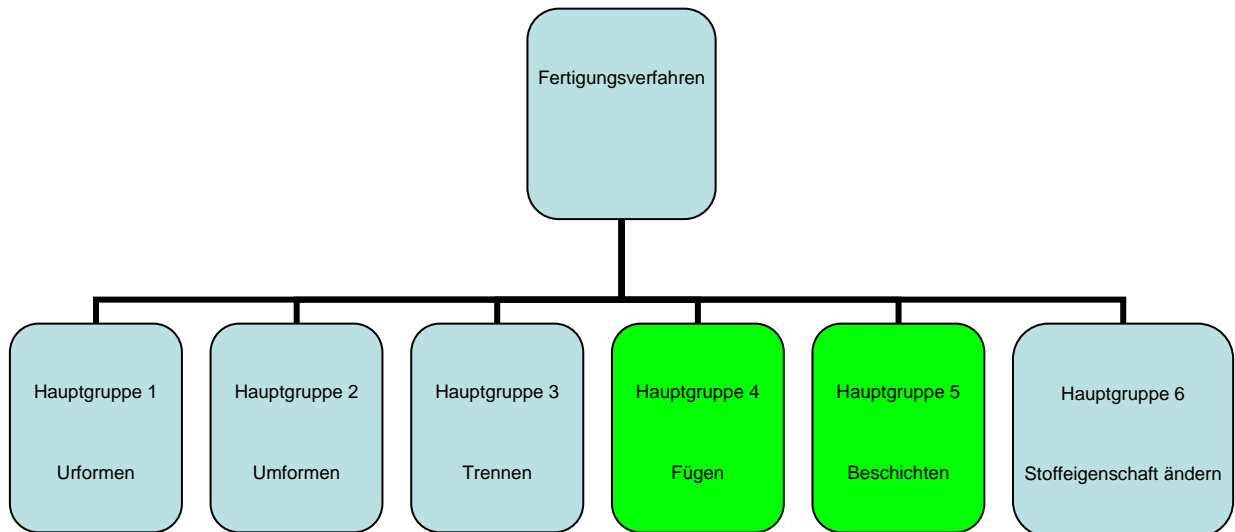 Fertigungsverfahren
Hauptgruppe 1
Urformen
Hauptgruppe 2
Umformen
Hauptgruppe 3
Trennen
Hauptgruppe 4
Fügen
Hauptgruppe 5
Beschichten
Hauptgruppe 6
Stoffeigenschaft ändern